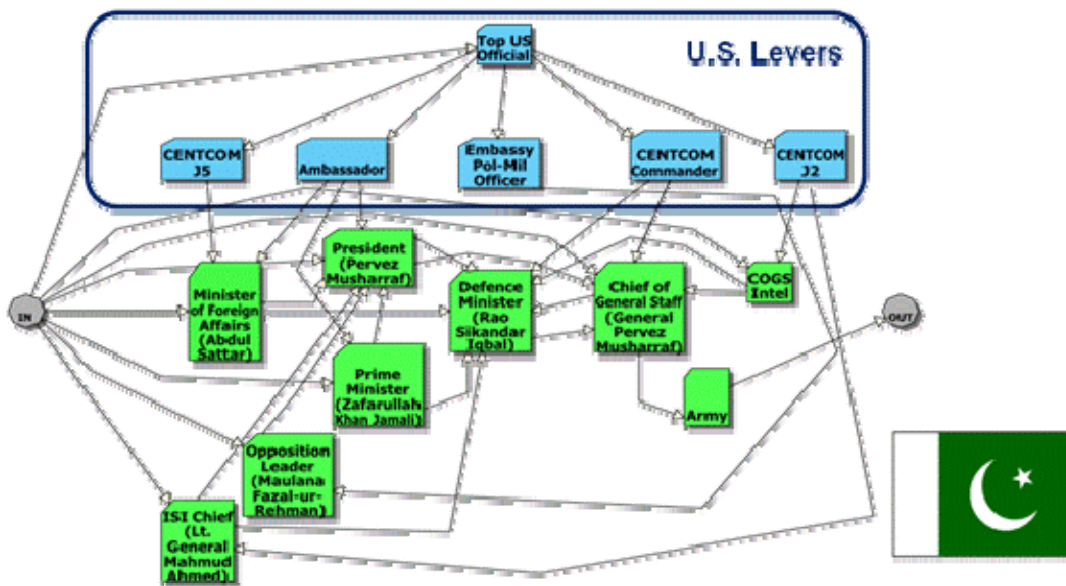 Top US
Official
U.S. Levers
CENTCOM
J5
Ambassador
Embassy
Pol-Mil
Officer
CENTCOM
Commander
CENTCOM
J2
President
(Pervez
Musharraf)
Minister
of Foreign
Affairs
(Abdul
Sattar)
Defence
Minister
(Rao
Sikandar
Iqbal)
Chief of
General Staff
(General
Pervez
Musharraf)
COGS
Intel
IN
OUT
Prime
Minister
(Zafarullah
Khan Jamali)
Army
Opposition
Leader
(Maulana
Fazal-ur-
Rehman)
ISI Chief
(Lt.
General
Mahmud
Ahmed)